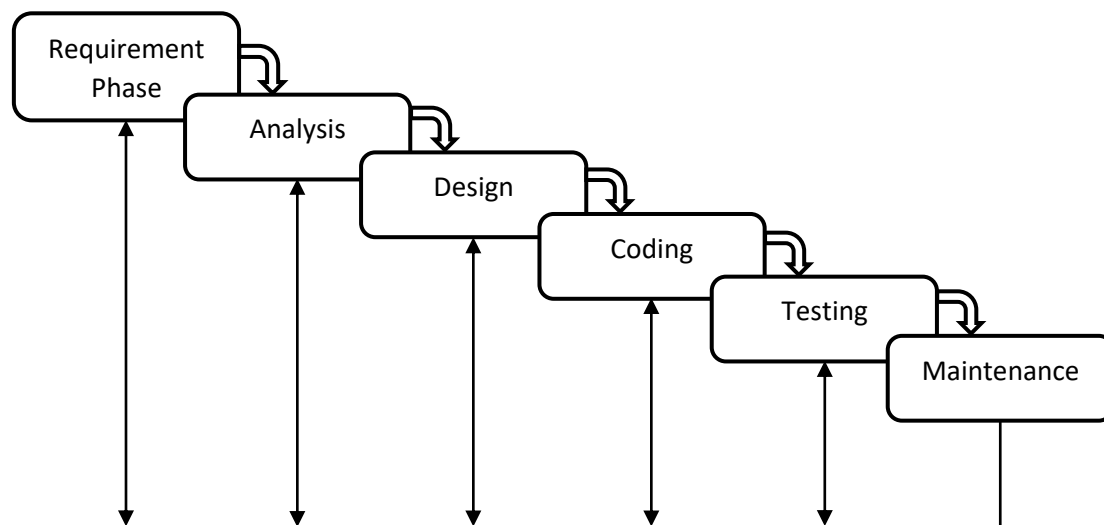 Requirement
Phase
Analysis
Design
Coding
Testing
Maintenance